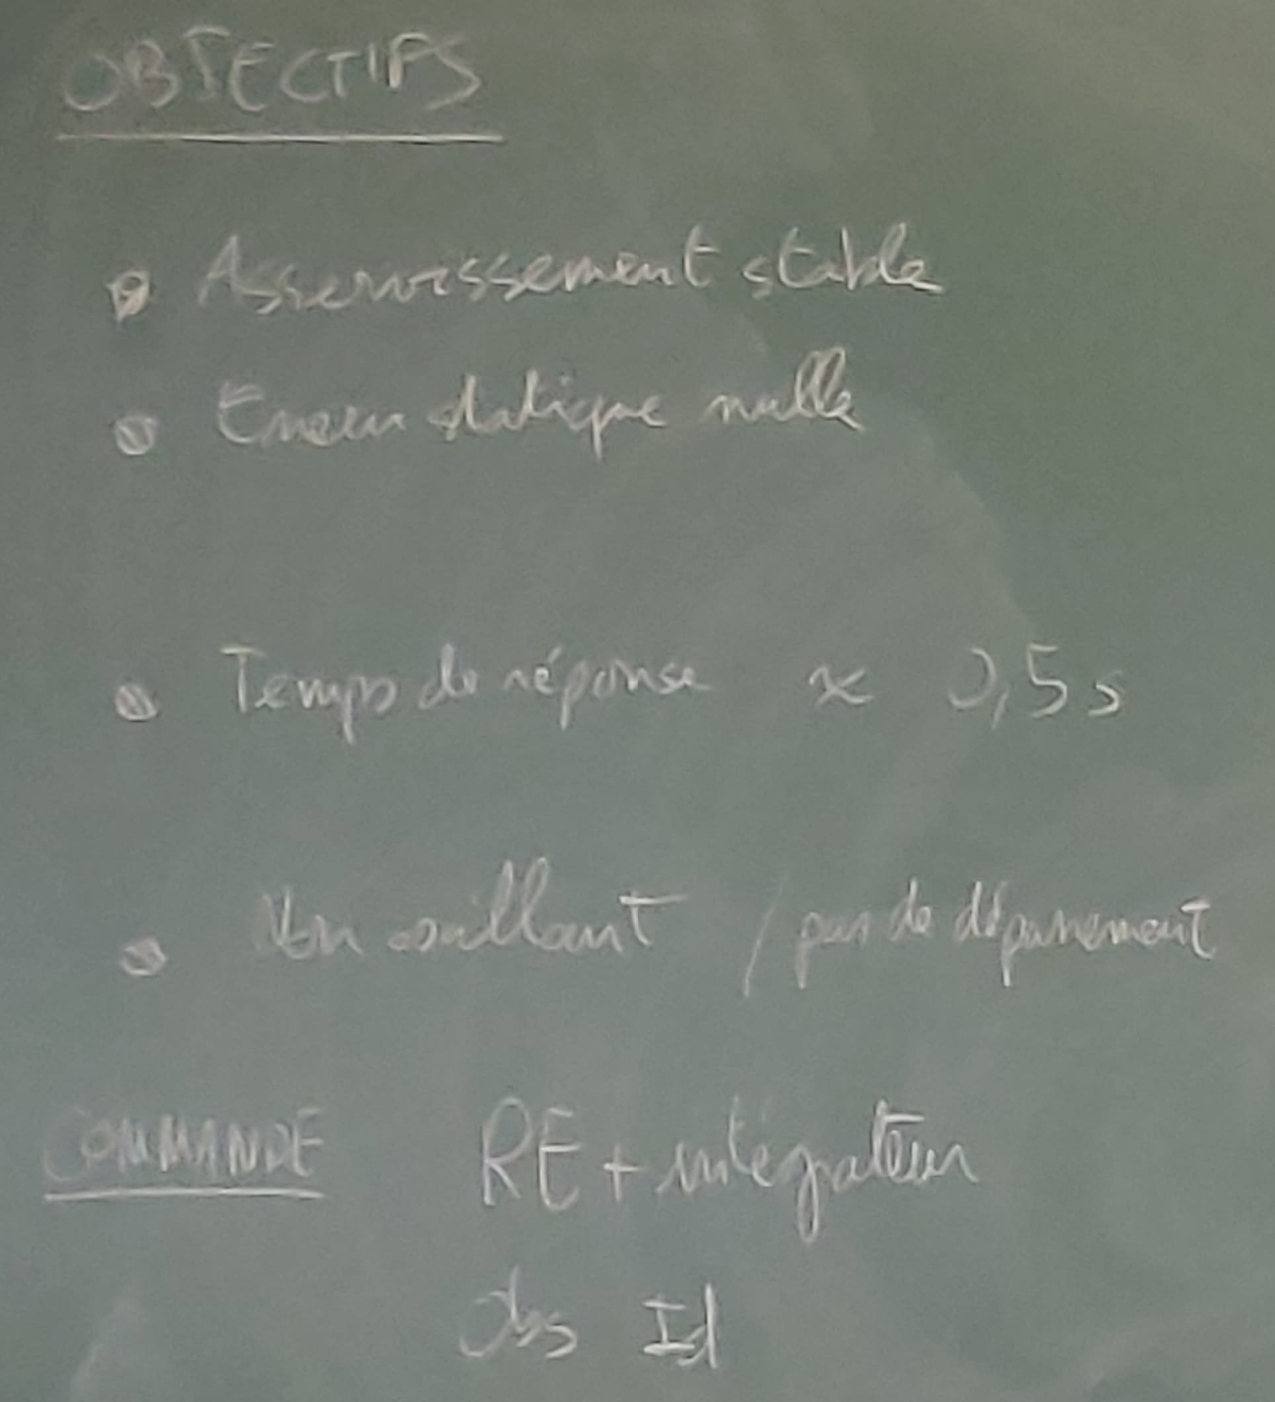 OBJECTIFS
• Asservissement stable
• Erreur statique nulle
• Temps de réponse ≈ 0,5 s
• Non oscillant / pas de dépassement
COMMANDE RE + intégrateur
Obs Id